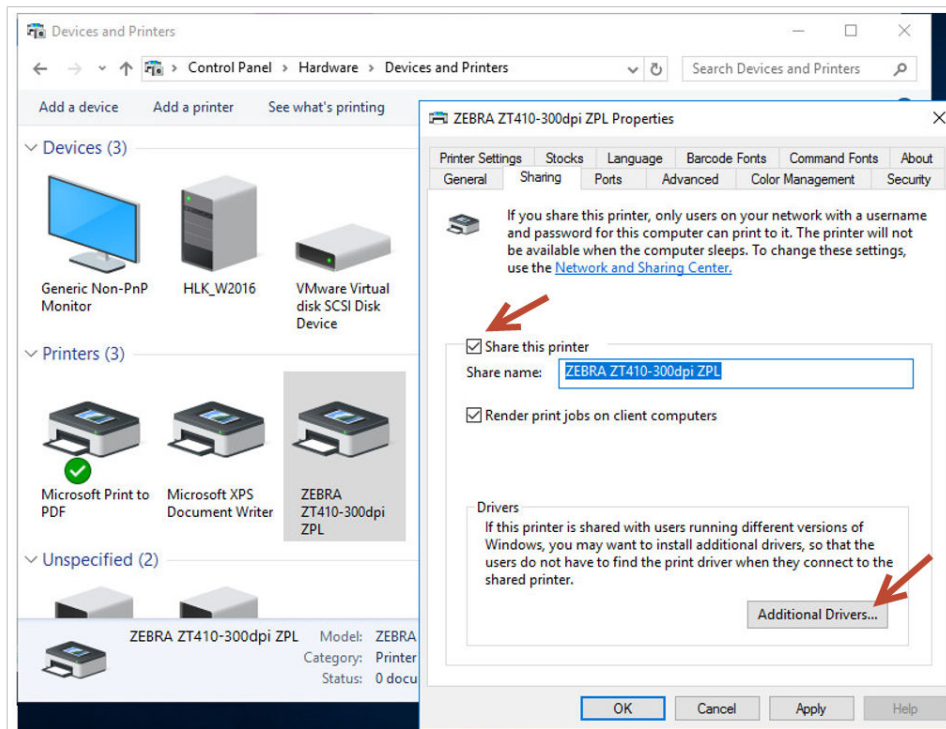 Devices and Printers
Control Panel > Hardware > Devices and Printers
Search Devices and Printers
Add a device
Add a printer
See what's printing
Devices (3)
Generic Non-PnP
Monitor
HLK_W2016
VMware Virtual
disk SCSI Disk
Device
Printers (3)
Microsoft Print to
PDF
Microsoft XPS
Document Writer
ZEBRA
ZT410-300dpi
ZPL
Unspecified (2)
ZEBRA ZT410-300dpi ZPL
Model: ZEBRA
Category: Printer
Status: 0 docu
ZEBRA ZT410-300dpi ZPL Properties
Printer Settings
Stocks
Language
Barcode Fonts
Command Fonts
About
General
Sharing
Ports
Advanced
Color Management
Security
If you share this printer, only users on your network with a username
and password for this computer can print to it. The printer will not
be available when the computer sleeps. To change these settings,
use the Network and Sharing Center.
Share this printer
Share name: ZEBRA ZT410-300dpi ZPL
Render print jobs on client computers
Drivers
If this printer is shared with users running different versions of
Windows, you may want to install additional drivers, so that the
users do not have to find the print driver when they connect to the
shared printer.
Additional Drivers...
OK
Cancel
Apply
Help